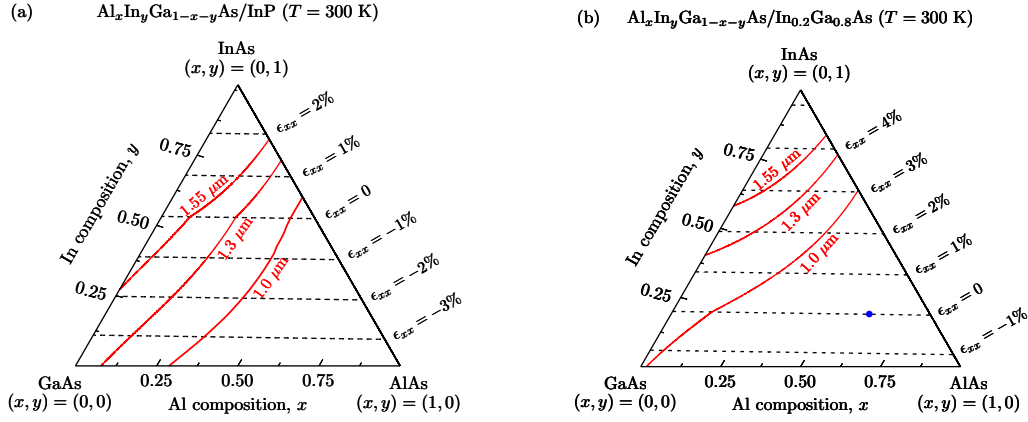 (a) AlₓInᵧGa₁₋ₓ₋ᵧAs/InP (T = 300 K)
InAs
(x, y) = (0, 1)
ϵₓₓ = 2%
ϵₓₓ = 1%
ϵₓₓ = 0
ϵₓₓ = −1%
ϵₓₓ = −2%
ϵₓₓ = −3%
In composition, y
0.75
0.50
0.25
1.55 μm
1.3 μm
1.0 μm
GaAs
(x, y) = (0, 0)
0.25 0.50 0.75
Al composition, x
AlAs
(x, y) = (1, 0)
(b) AlₓInᵧGa₁₋ₓ₋ᵧAs/In₀.₂Ga₀.₈As (T = 300 K)
InAs
(x, y) = (0, 1)
ϵₓₓ = 4%
ϵₓₓ = 3%
ϵₓₓ = 2%
ϵₓₓ = 1%
ϵₓₓ = 0
ϵₓₓ = −1%
In composition, y
0.75
0.50
0.25
1.55 μm
1.3 μm
1.0 μm
GaAs
(x, y) = (0, 0)
0.25 0.50 0.75
Al composition, x
AlAs
(x, y) = (1, 0)